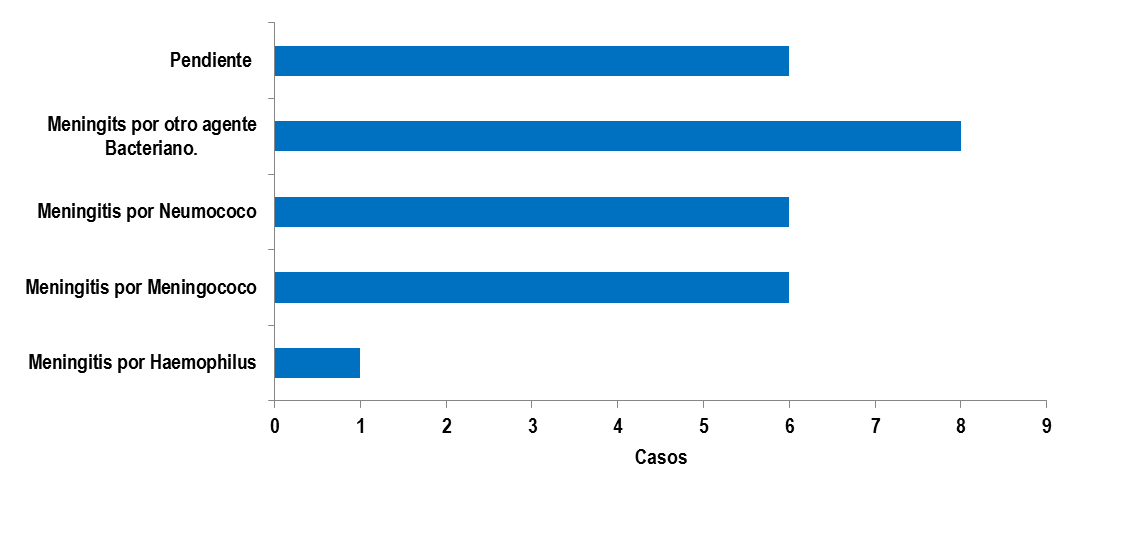 Pendiente
Meningits por otro agente
Bacteriano.
Meningitis por Neumococo
Meningitis por Meningococo
Meningitis por Haemophilus
0 1 2 3 4 5 6 7 8 9
Casos